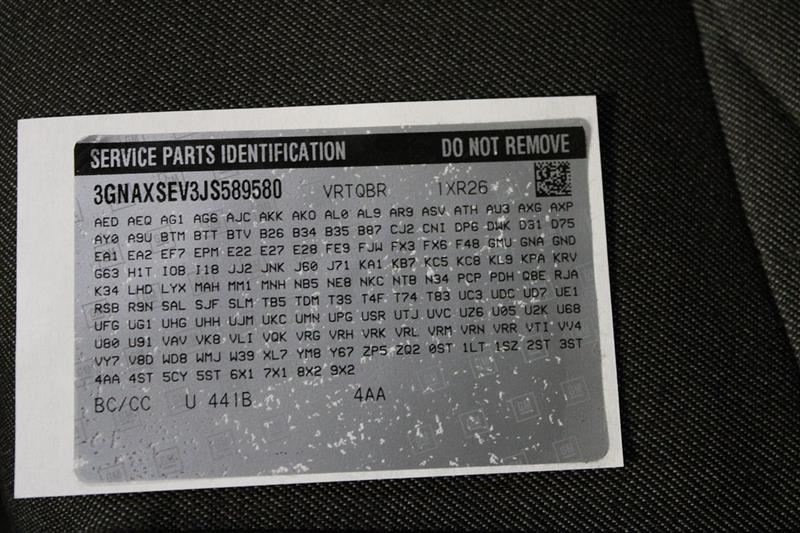 SERVICE PARTS IDENTIFICATION DO NOT REMOVE
3GNAXSEV3JS589580 VRTQBR 1XR26
AED AEQ AG1 AG6 AJC AKK AKO AL0 AL9 AR9 ASV ATH AU3 AXG AXP
AY0 A9U BTM BTT BTV B26 B34 B35 B87 CJ2 CNI DP6 DWK D31 D75
EA1 EA2 EF7 EPM E22 E27 E28 FE9 FJW FX3 FX6 F48 GMU GNA GND
G63 H1T IOB I18 JJ2 JNK J60 J71 KA1 KB7 KC5 KC8 KL9 KPA KRV
K34 LHD LYX MAH MM1 MNH NB5 NE8 NKC NTB N34 PCP PDH Q8E RJA
RSB R9N SAL SJF SLM TB5 TDM T3S T4F T74 T83 UC3 UDC UD7 UE1
UFG UG1 UHG UHH UJM UKC UMN UPG USR UTJ UVC UZ6 U05 U2K U68
U80 U91 VAV VK8 VLI VQK VRG VRH VRK VRL VRM VRN VRR VTI VV4
VY7 V8D WD8 WMJ W39 XL7 YM8 Y67 ZP5 ZQ2 0ST 1LT 1SZ 2ST 3ST
4AA 4ST 5CY 5ST 6X1 7X1 8X2 9X2
BC/CC U 441B 4AA